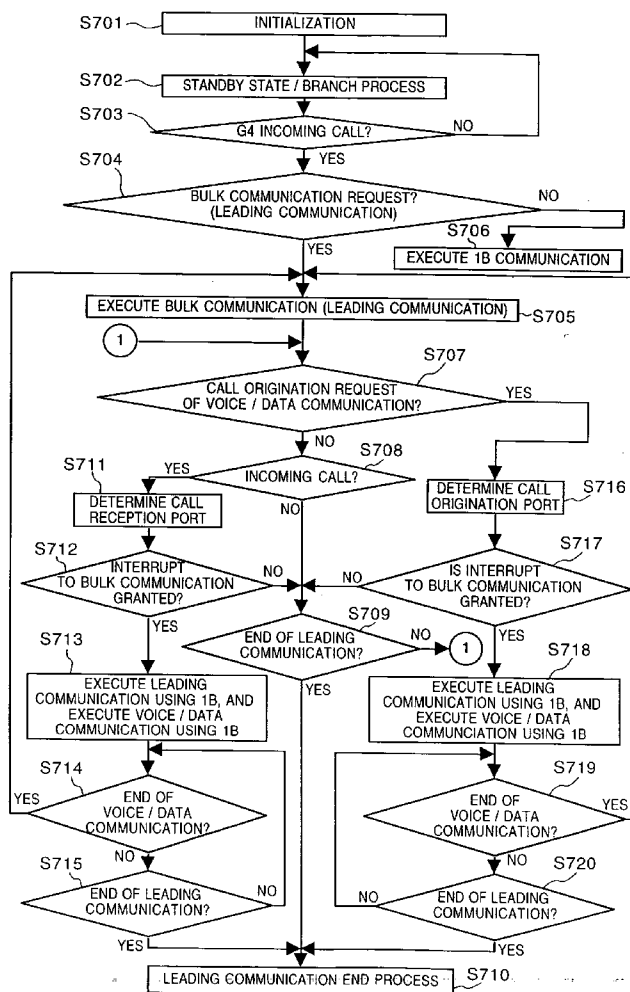 S701
INITIALIZATION
S702
STANDBY STATE / BRANCH PROCESS
S703
G4 INCOMING CALL?
NO
YES
S704
BULK COMMUNICATION REQUEST?
(LEADING COMMUNICATION)
NO
YES
S706
EXECUTE 1B COMMUNICATION
EXECUTE BULK COMMUNICATION (LEADING COMMUNICATION)
S705
1
S707
CALL ORIGINATION REQUEST
OF VOICE / DATA COMMUNICATION?
YES
NO
S708
INCOMING CALL?
YES
NO
S711
DETERMINE CALL
RECEPTION PORT
DETERMINE CALL
ORIGINATION PORT
S716
S712
INTERRUPT
TO BULK COMMUNICATION
GRANTED?
NO
YES
S717
IS INTERRUPT
TO BULK COMMUNICATION
GRANTED?
NO
YES
S709
END OF LEADING
COMMUNICATION?
NO
1
YES
S713
EXECUTE LEADING
COMMUNICATION USING 1B, AND
EXECUTE VOICE / DATA
COMMUNICATION USING 1B
S718
EXECUTE LEADING
COMMUNICATION USING 1B, AND
EXECUTE VOICE / DATA
COMMUNCIATION USING 1B
S714
YES
END OF
VOICE / DATA
COMMUNICATION?
NO
S719
END OF
VOICE / DATA
COMMUNICATION?
YES
NO
S715
END OF LEADING
COMMUNICATION?
NO
YES
S720
END OF LEADING
COMMUNICATION?
NO
YES
LEADING COMMUNICATION END PROCESS
S710